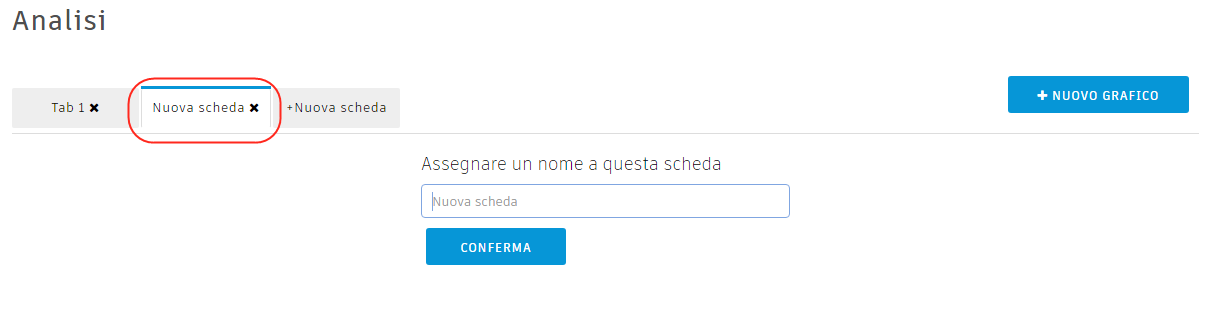 Analisi
Tab 1 ✖ Nuova scheda ✖ +Nuova scheda
+ NUOVO GRAFICO
Assegnare un nome a questa scheda
Nuova scheda
CONFERMA